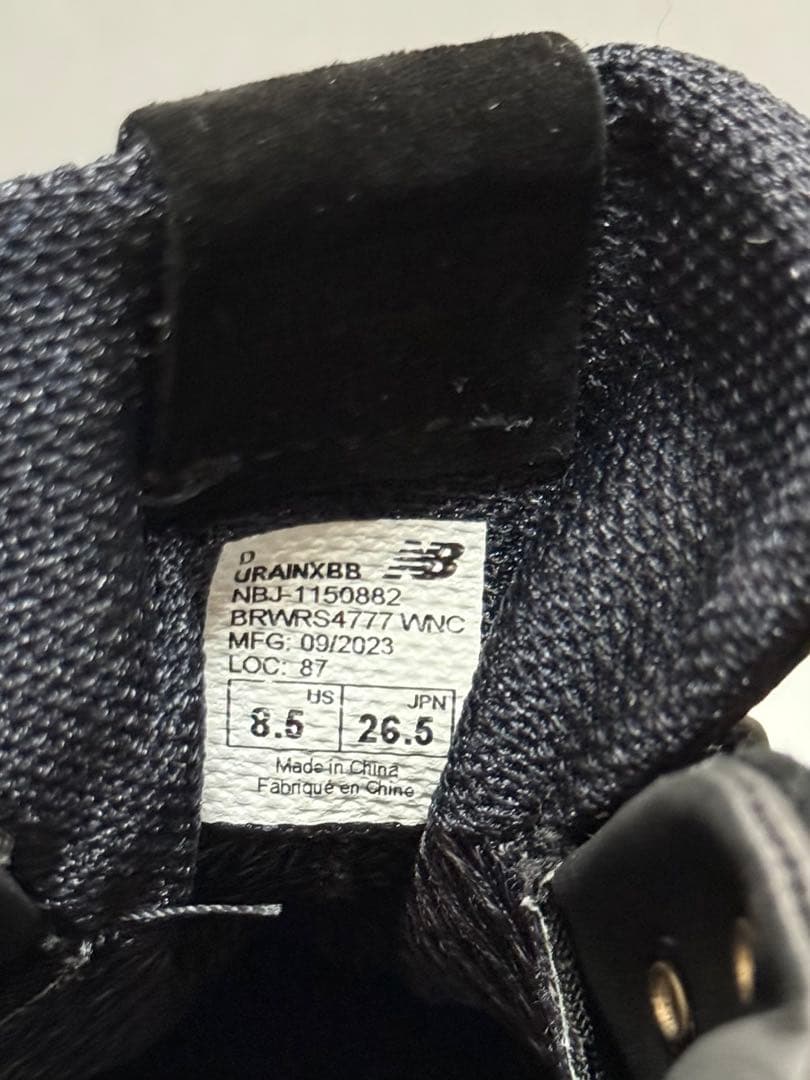 D
URAINXBB NB
NBJ-1150882
BRWRS4777 WNC
MFG: 09/2023
LOC: 87
US JPN
8.5 26.5
Made in China
Fabriqué en Chine